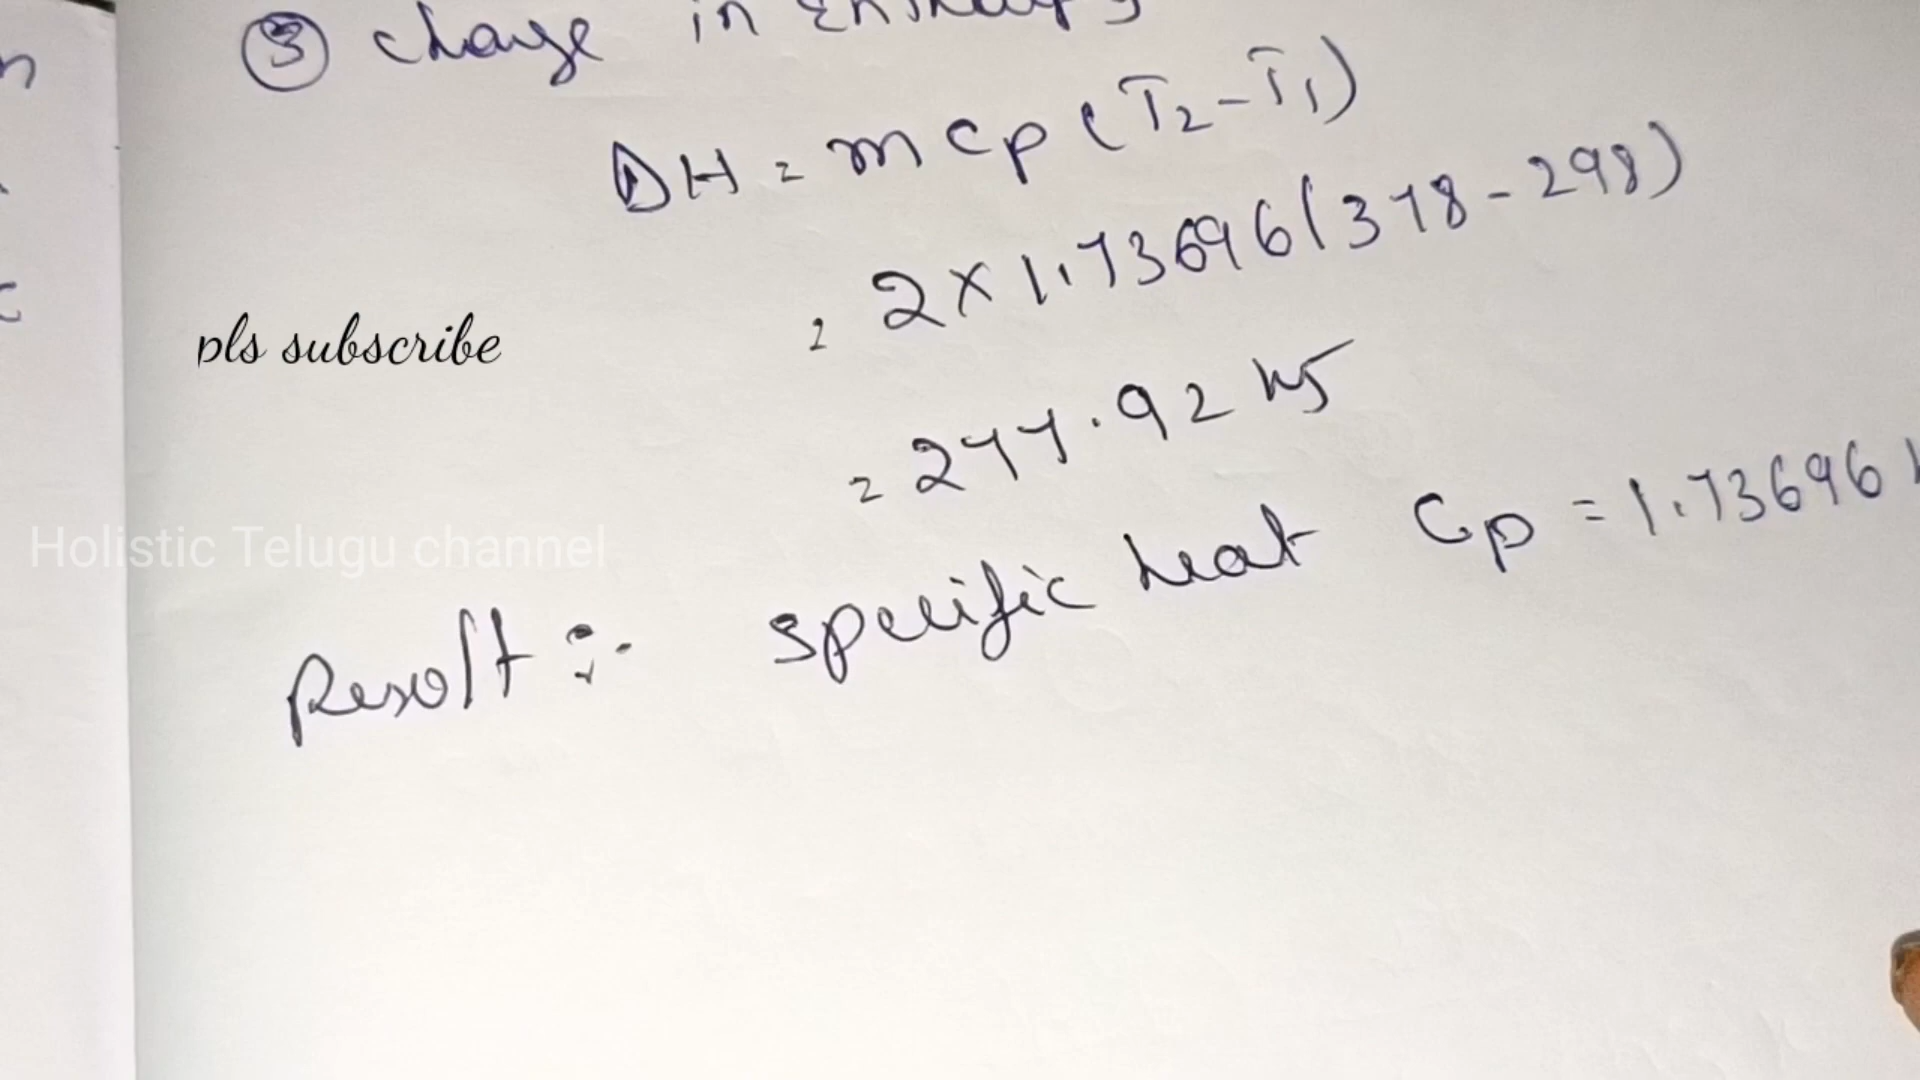 ③ change in Enthalpy
ΔH = m Cp (T₂ - T₁)
= 2 × 1.73696 (378 - 298)
= 277.92 kJ
pls subscribe
Holistic Telugu channel
Result :- specific heat Cp = 1.73696